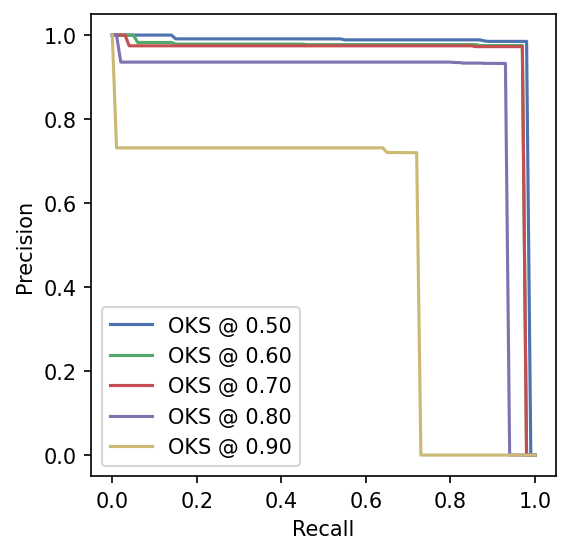 1.0
0.8
0.6
0.4
0.2
0.0
Precision
OKS @ 0.50
OKS @ 0.60
OKS @ 0.70
OKS @ 0.80
OKS @ 0.90
0.0 0.2 0.4 0.6 0.8 1.0
Recall